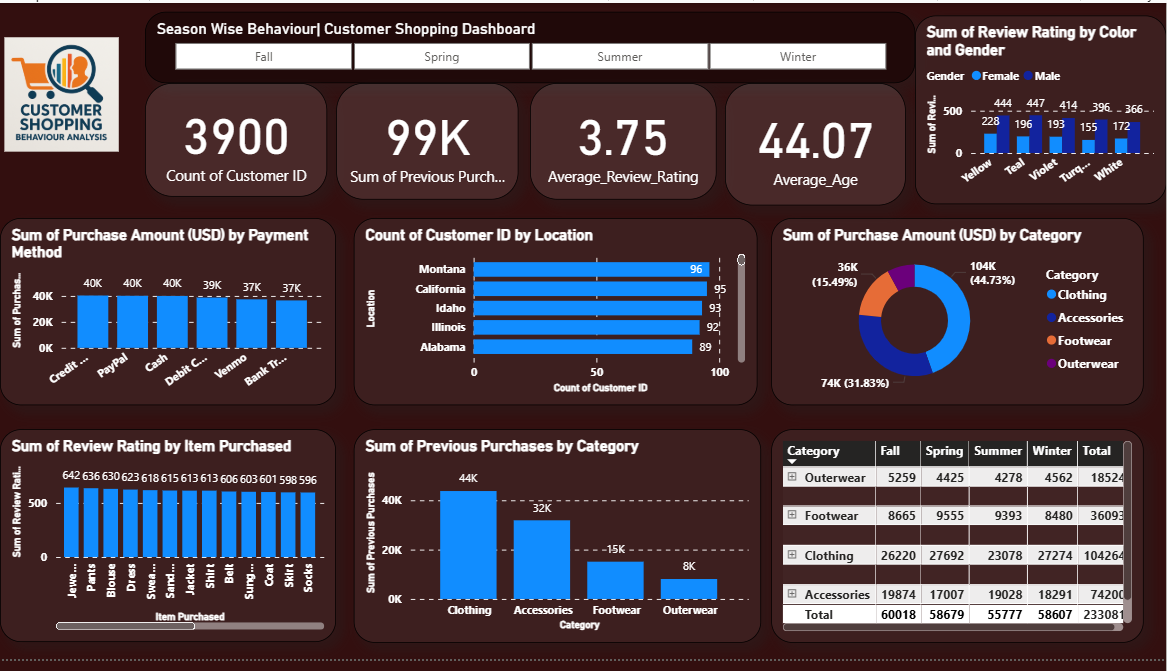 Season Wise Behaviour| Customer Shopping Dashboard
Fall
Spring
Summer
Winter
CUSTOMER
SHOPPING
BEHAVIOUR ANALYSIS
3900
Count of Customer ID
99K
Sum of Previous Purch...
3.75
Average_Review_Rating
44.07
Average_Age
Sum of Review Rating by Color
and Gender
Gender Female Male
Sum of Revi...
500
0
228 444 196 447 193 414 155 396 172 366
Yellow Teal Violet Turq... White
Sum of Purchase Amount (USD) by Payment
Method
Sum of Purchas...
40K
20K
0K
40K 40K 40K 39K 37K 37K
Credit ... PayPal Cash Debit C... Venmo Bank Tr...
Count of Customer ID by Location
Location
Montana 96
California 95
Idaho 93
Illinois 92
Alabama 89
0 50 100
Count of Customer ID
Sum of Purchase Amount (USD) by Category
36K
(15.49%)
104K
(44.73%)
74K (31.83%)
Category
Clothing
Accessories
Footwear
Outerwear
Sum of Review Rating by Item Purchased
Sum of Review Rati...
500
0
642 636 630 623 618 615 613 613 606 603 601 598 596
Jewe... Pants Blouse Dress Swea... Sand... Jacket Shirt Belt Sung... Coat Skirt Socks
Item Purchased
Sum of Previous Purchases by Category
Sum of Previous Purchases
40K
20K
0K
44K 32K 15K 8K
Clothing Accessories Footwear Outerwear
Category
Category Fall Spring Summer Winter Total
Outerwear 5259 4425 4278 4562 18524
Footwear 8665 9555 9393 8480 36093
Clothing 26220 27692 23078 27274 104264
Accessories 19874 17007 19028 18291 74200
Total 60018 58679 55777 58607 233081